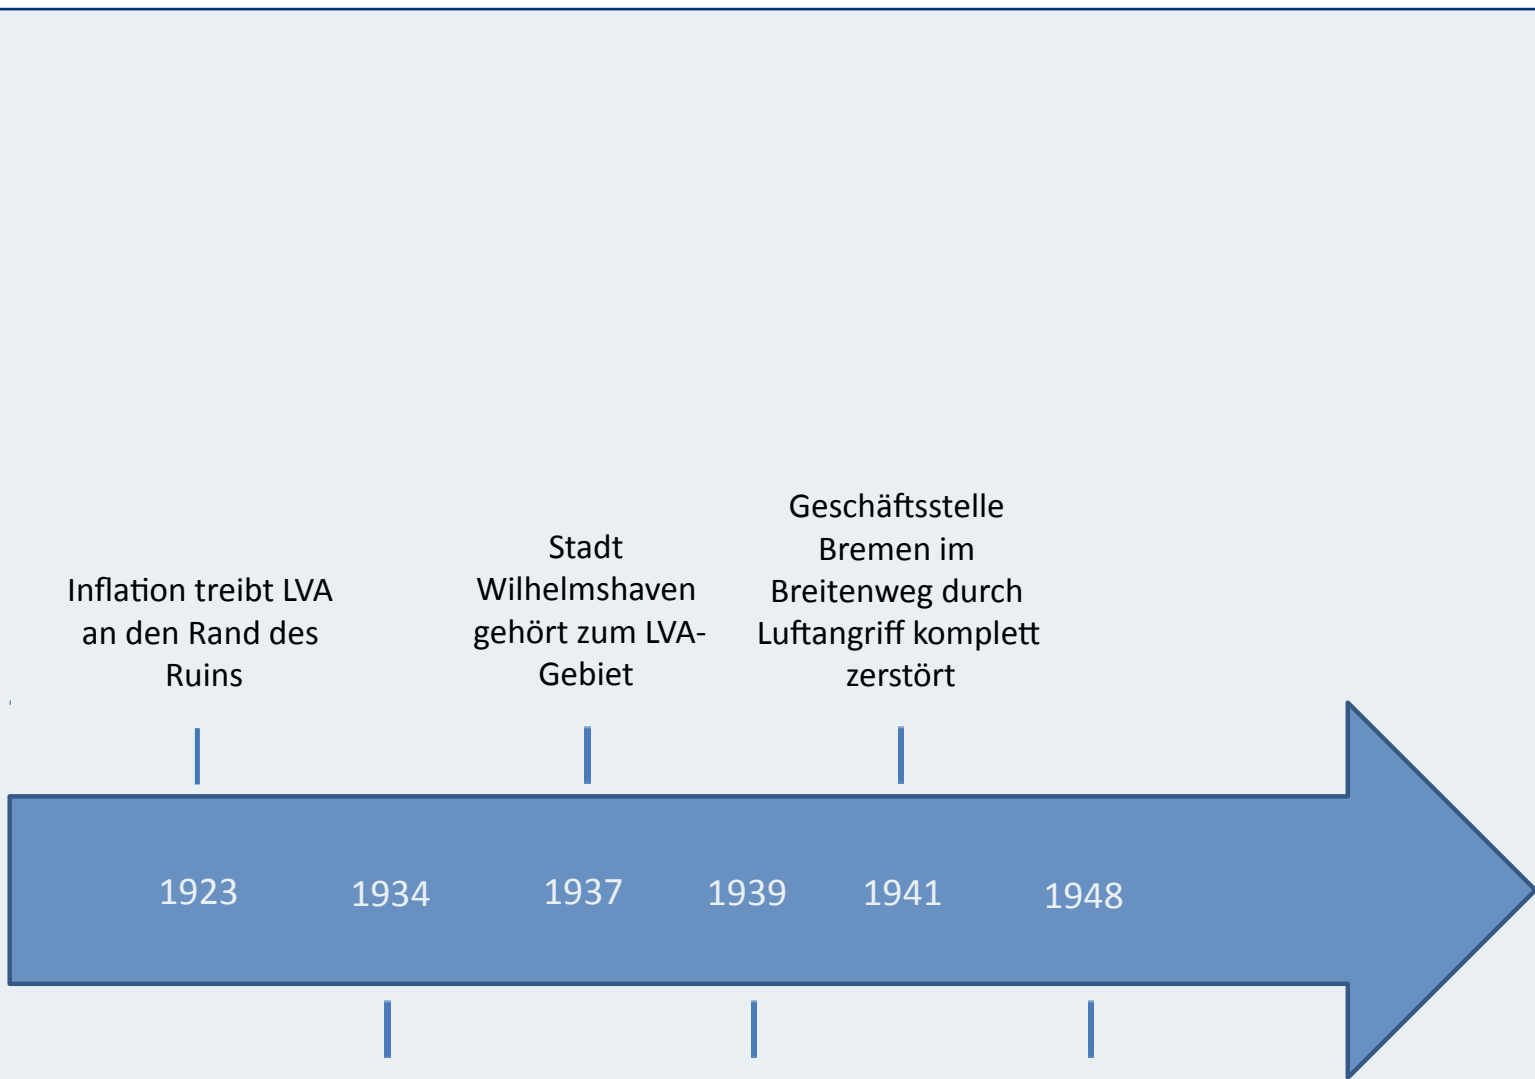 Inflation treibt LVA
an den Rand des
Ruins
Stadt
Wilhelmshaven
gehört zum LVA-
Gebiet
Geschäftsstelle
Bremen im
Breitenweg durch
Luftangriff komplett
zerstört
1923
1934
1937
1939
1941
1948